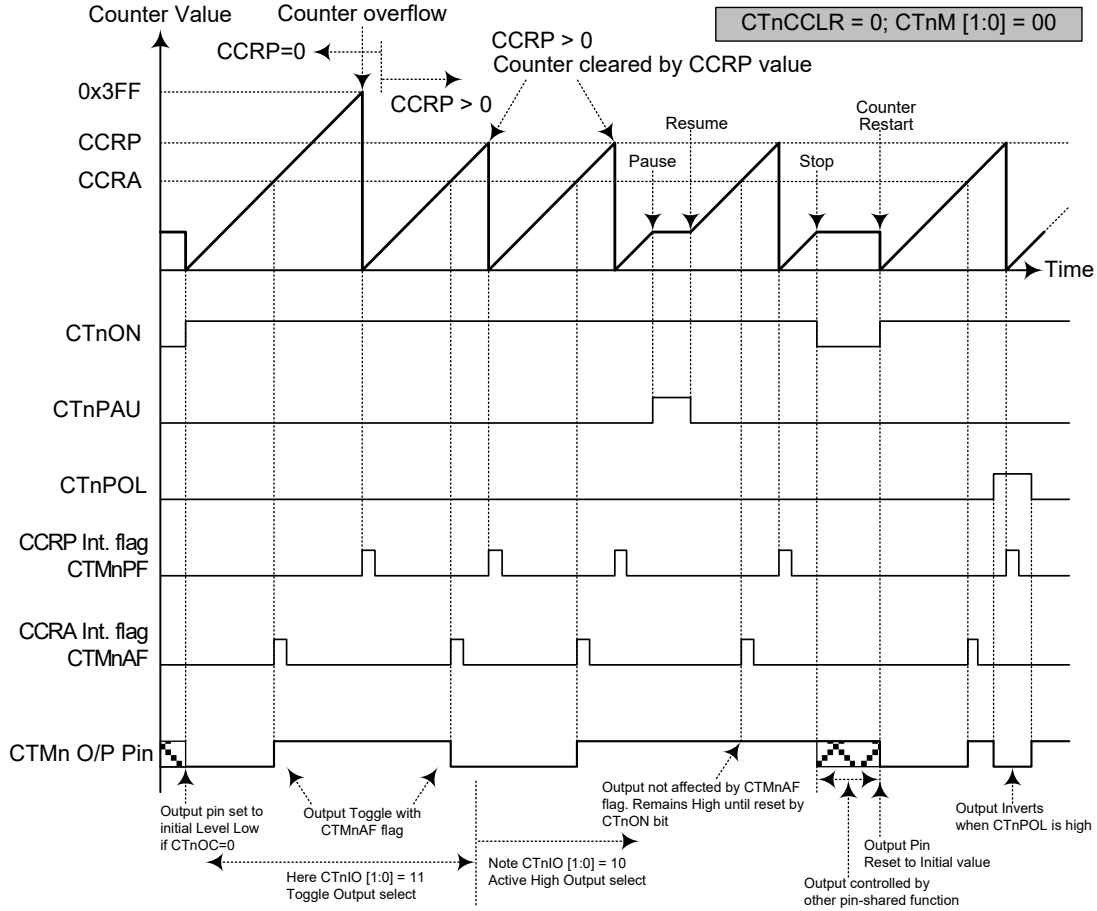 Counter Value
Counter overflow
CTnCCLR = 0; CTnM [1:0] = 00
CCRP=0
CCRP > 0
CCRP > 0
Counter cleared by CCRP value
0x3FF
CCRP
CCRA
Pause
Resume
Stop
Counter
Restart
Time
CTnON
CTnPAU
CTnPOL
CCRP Int. flag
CTMnPF
CCRA Int. flag
CTMnAF
CTMn O/P Pin
Output pin set to
initial Level Low
if CTnOC=0
Output Toggle with
CTMnAF flag
Output not affected by CTMnAF
flag. Remains High until reset by
CTnON bit
Output Inverts
when CTnPOL is high
Output Pin
Reset to Initial value
Here CTnIO [1:0] = 11
Toggle Output select
Note CTnIO [1:0] = 10
Active High Output select
Output controlled by
other pin-shared function